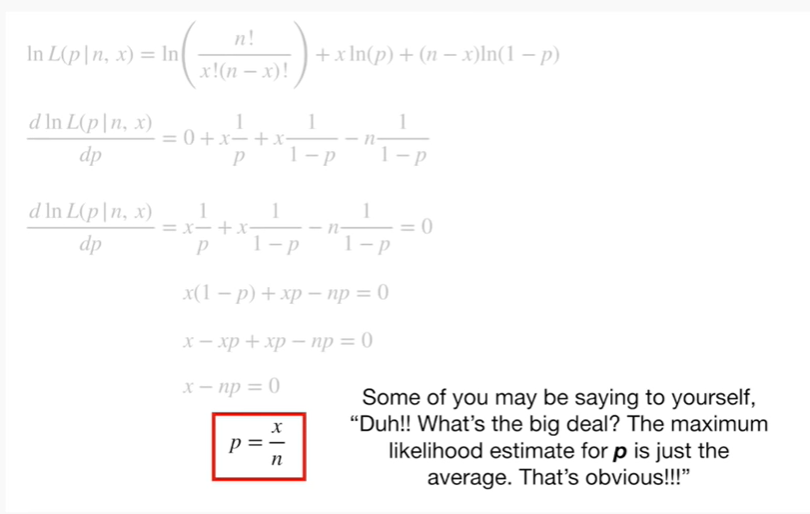 ln L(p | n, x) = ln( n! / x!(n − x)! ) + x ln(p) + (n − x)ln(1 − p)
d ln L(p | n, x) / dp = 0 + x 1/p + x 1/(1 − p) − n 1/(1 − p)
d ln L(p | n, x) / dp = x 1/p + x 1/(1 − p) − n 1/(1 − p) = 0
x(1 − p) + xp − np = 0
x − xp + xp − np = 0
x − np = 0
p = x/n
Some of you may be saying to yourself,
“Duh!! What’s the big deal? The maximum
likelihood estimate for p is just the
average. That’s obvious!!!”